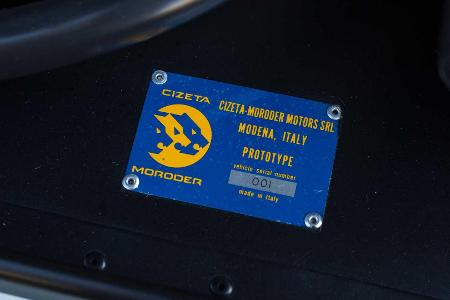 CIZETA
MORODER
CIZETA-MORODER MOTORS SRL
MODENA, ITALY
PROTOTYPE
vehicle serial number
001
made in Italy